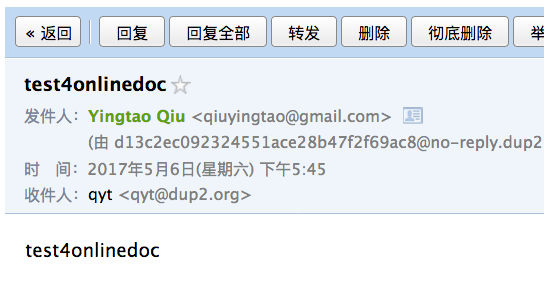 « 返回 回复 回复全部 转发 删除 彻底删除
test4onlinedoc
发件人：Yingtao Qiu <qiuyingtao@gmail.com>
(由 d13c2ec092324551ace28b47f2f69ac8@no-reply.dup2
时　间：2017年5月6日(星期六) 下午5:45
收件人：qyt <qyt@dup2.org>
test4onlinedoc